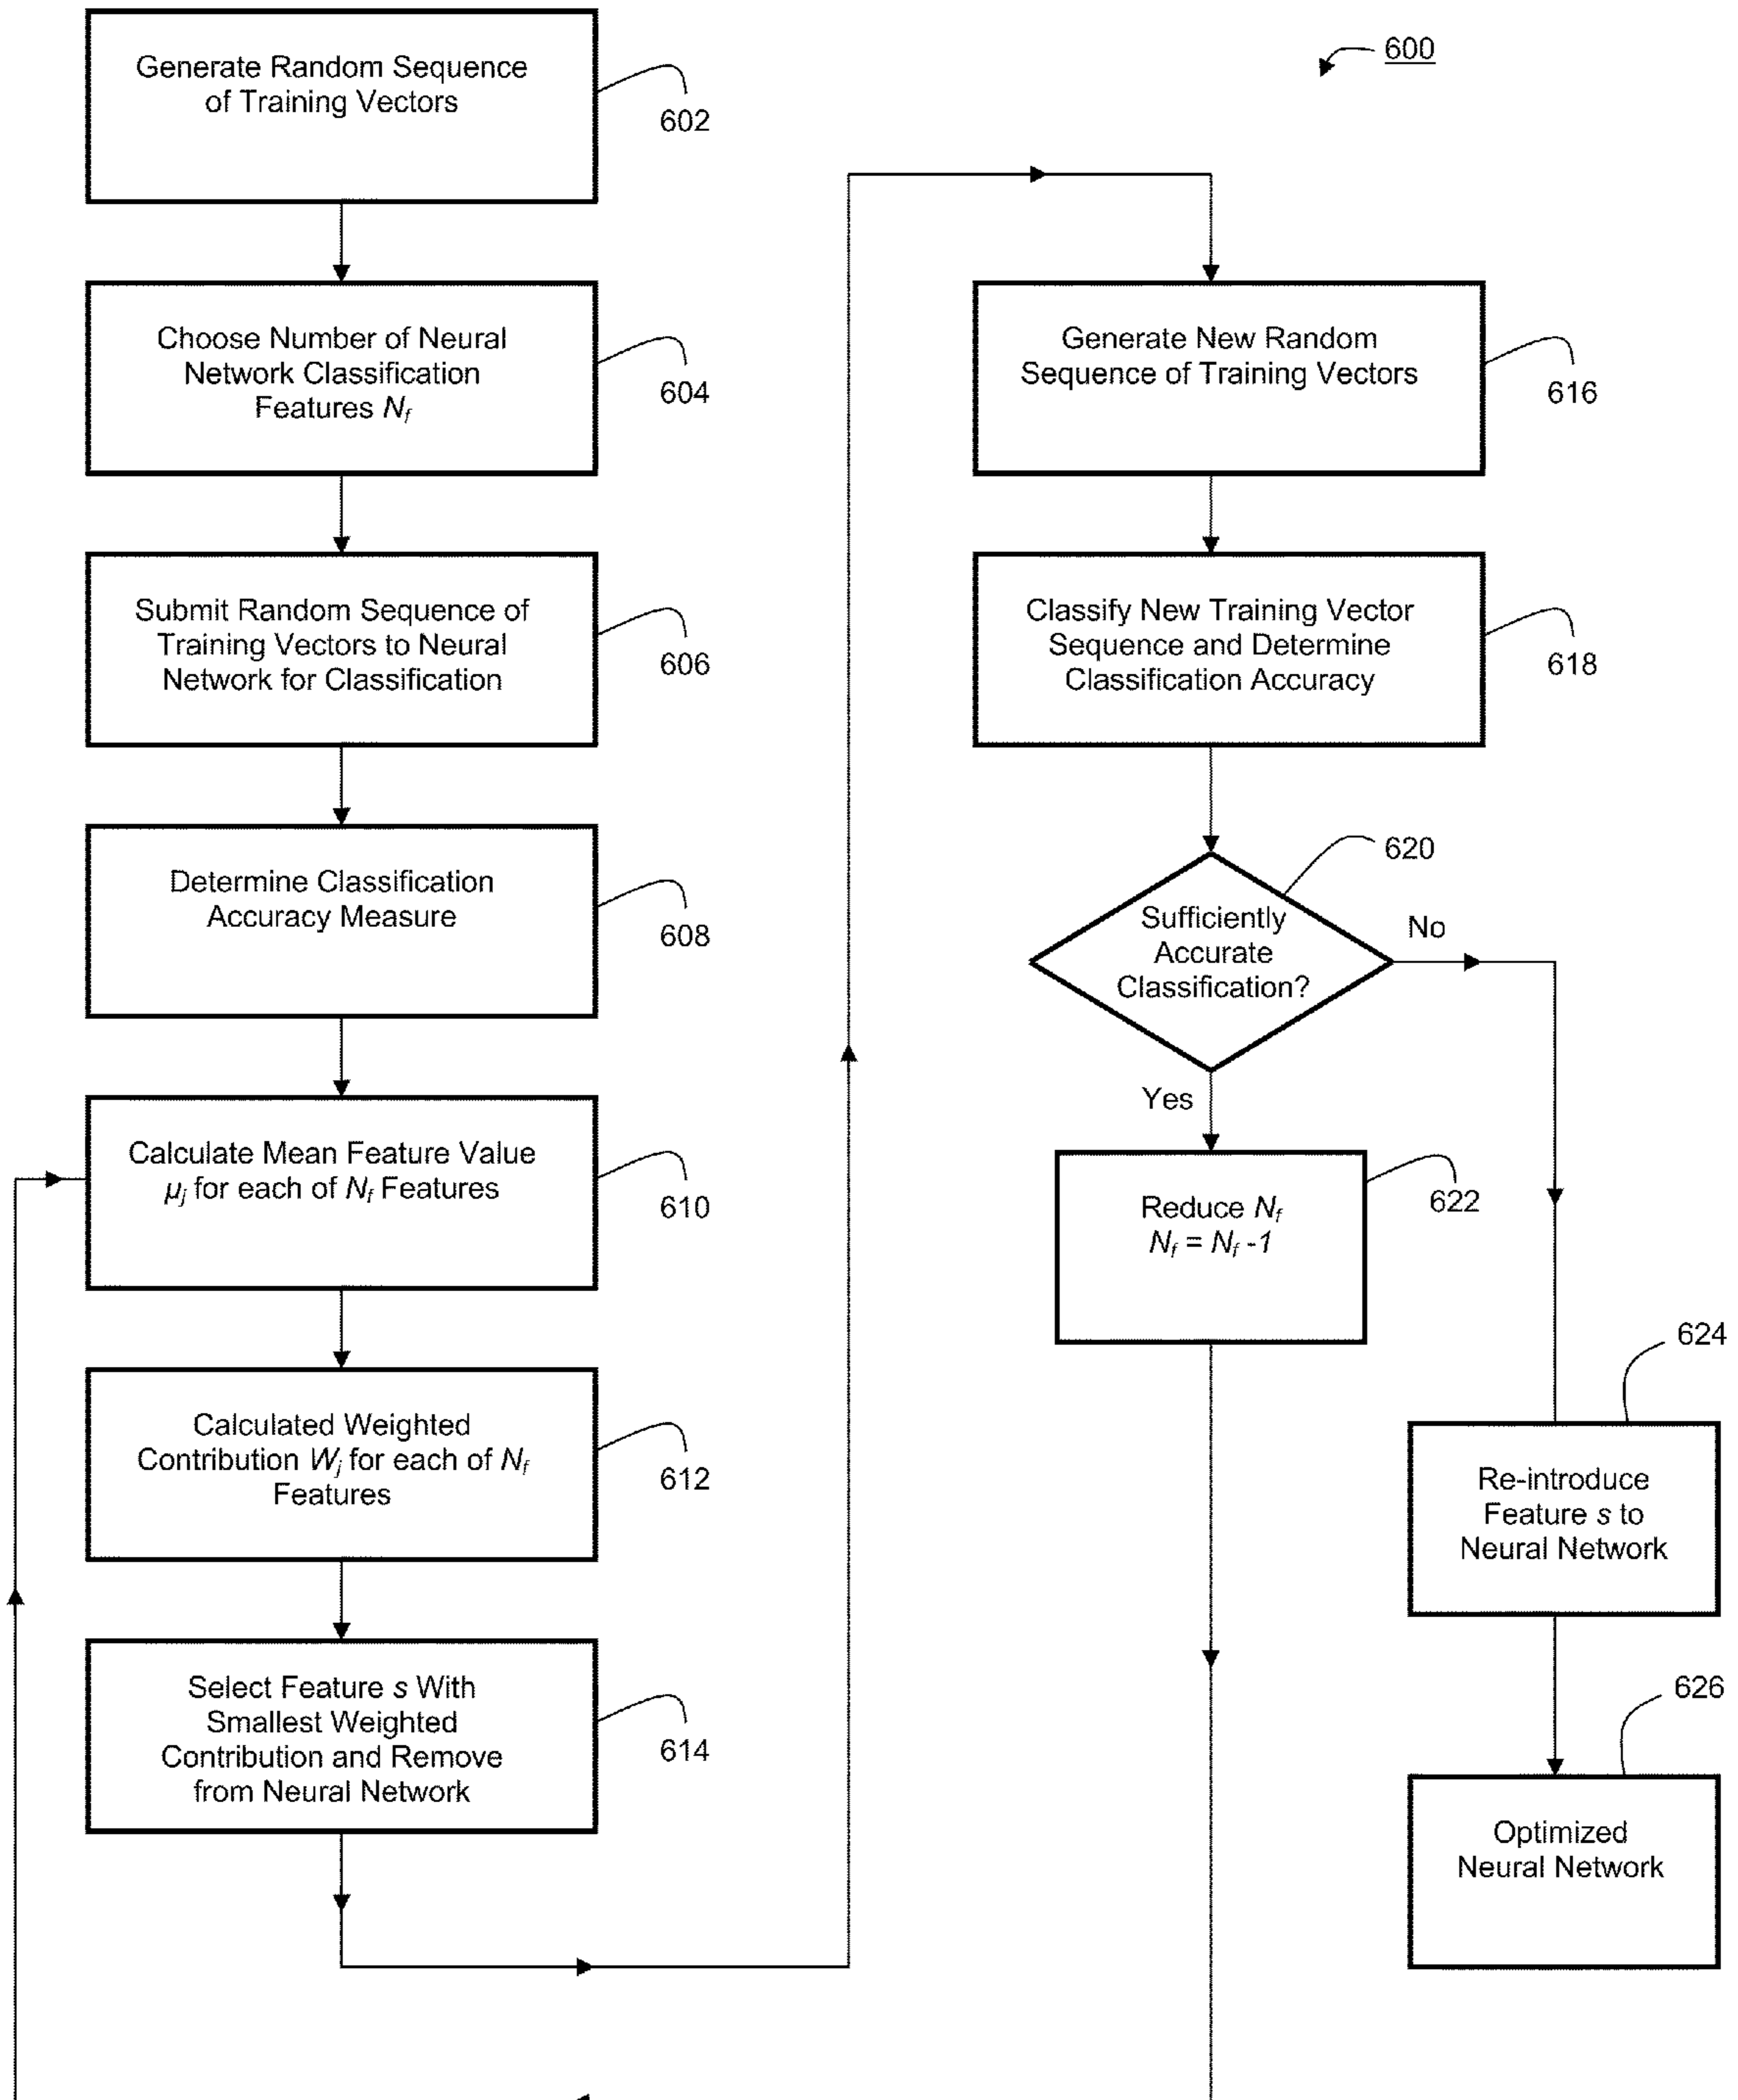 600
Generate Random Sequence
of Training Vectors
602
Choose Number of Neural
Network Classification
Features Nf
604
Submit Random Sequence of
Training Vectors to Neural
Network for Classification
606
Determine Classification
Accuracy Measure
608
Calculate Mean Feature Value
μj for each of Nf Features
610
Calculated Weighted
Contribution Wj for each of Nf
Features
612
Select Feature s With
Smallest Weighted
Contribution and Remove
from Neural Network
614
Generate New Random
Sequence of Training Vectors
616
Classify New Training Vector
Sequence and Determine
Classification Accuracy
618
620
Sufficiently
Accurate
Classification?
No
Yes
Reduce Nf
Nf = Nf -1
622
624
Re-introduce
Feature s to
Neural Network
626
Optimized
Neural Network